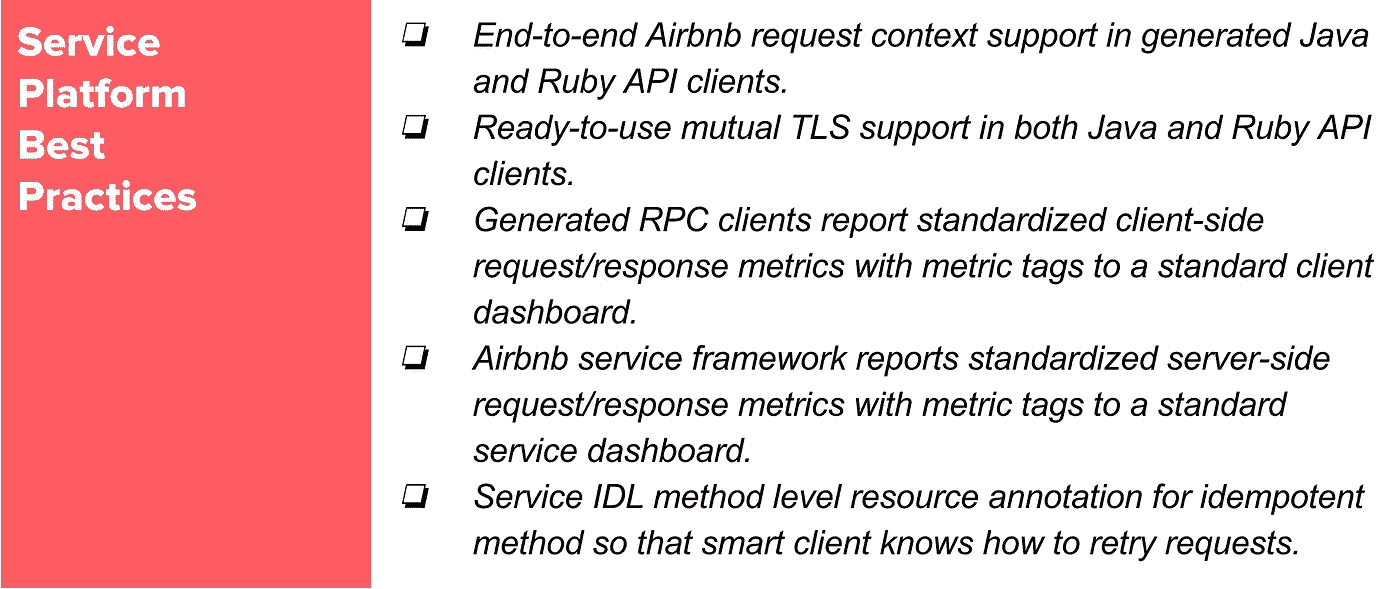 Service
Platform
Best
Practices
❏ End-to-end Airbnb request context support in generated Java
and Ruby API clients.
❏ Ready-to-use mutual TLS support in both Java and Ruby API
clients.
❏ Generated RPC clients report standardized client-side
request/response metrics with metric tags to a standard client
dashboard.
❏ Airbnb service framework reports standardized server-side
request/response metrics with metric tags to a standard
service dashboard.
❏ Service IDL method level resource annotation for idempotent
method so that smart client knows how to retry requests.